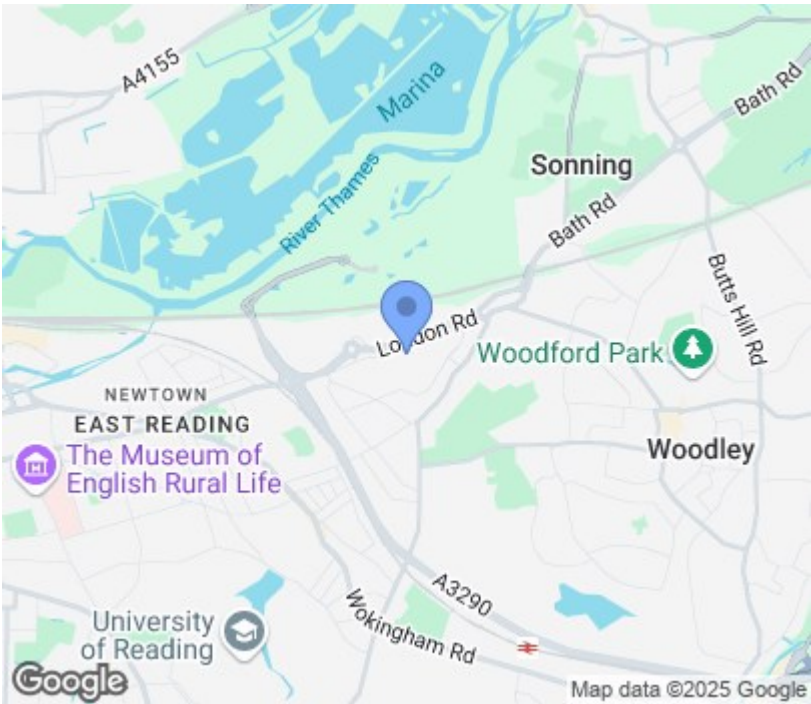 A4155
Marina
Bath Rd
Sonning
River Thames
Bath Rd
Butts Hill Rd
London Rd
Woodford Park
NEWTOWN
EAST READING
The Museum of
English Rural Life
Woodley
A3290
Wokingham Rd
University
of Reading
Google
Map data ©2025 Google